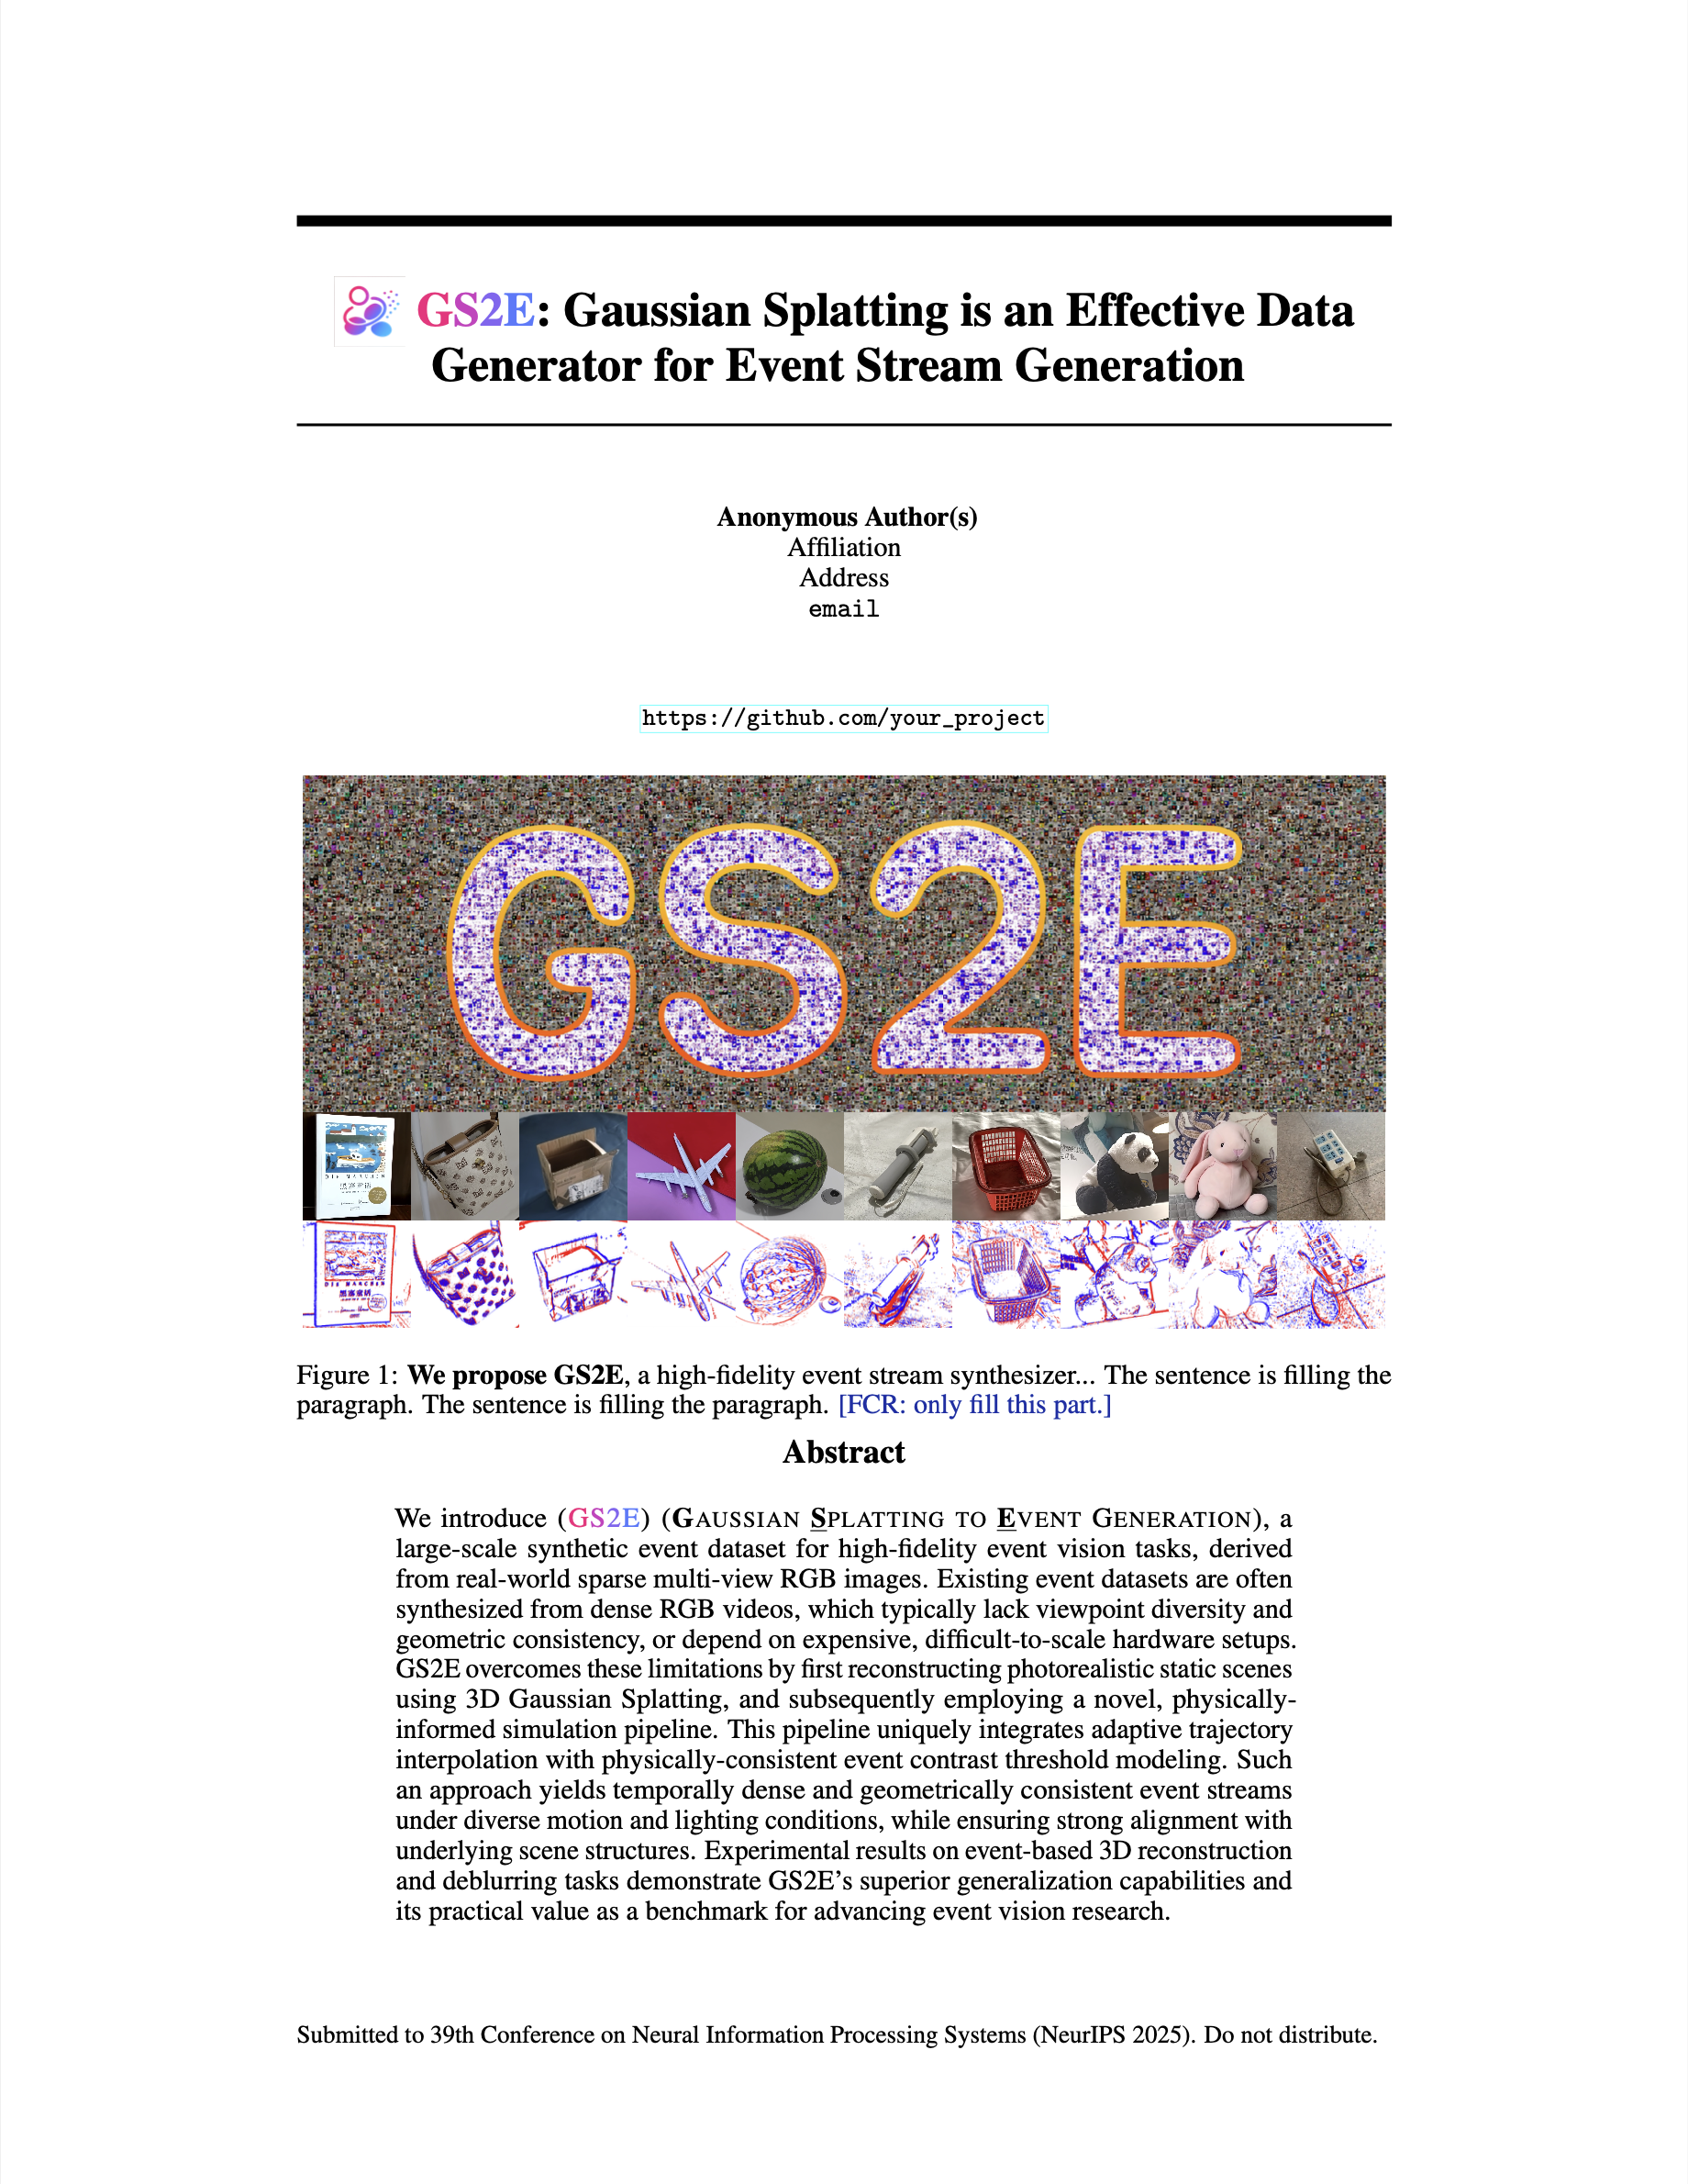 GS2E: Gaussian Splatting is an Effective Data
Generator for Event Stream Generation
Anonymous Author(s)
Affiliation
Address
email
https://github.com/your_project
GS2E
DIE MÄRCHEN
黑塞童话
Figure 1: We propose GS2E, a high-fidelity event stream synthesizer... The sentence is filling the
paragraph. The sentence is filling the paragraph. [FCR: only fill this part.]
Abstract
We introduce (GS2E) (GAUSSIAN SPLATTING TO EVENT GENERATION), a
large-scale synthetic event dataset for high-fidelity event vision tasks, derived
from real-world sparse multi-view RGB images. Existing event datasets are often
synthesized from dense RGB videos, which typically lack viewpoint diversity and
geometric consistency, or depend on expensive, difficult-to-scale hardware setups.
GS2E overcomes these limitations by first reconstructing photorealistic static scenes
using 3D Gaussian Splatting, and subsequently employing a novel, physically-
informed simulation pipeline. This pipeline uniquely integrates adaptive trajectory
interpolation with physically-consistent event contrast threshold modeling. Such
an approach yields temporally dense and geometrically consistent event streams
under diverse motion and lighting conditions, while ensuring strong alignment with
underlying scene structures. Experimental results on event-based 3D reconstruction
and deblurring tasks demonstrate GS2E's superior generalization capabilities and
its practical value as a benchmark for advancing event vision research.
Submitted to 39th Conference on Neural Information Processing Systems (NeurIPS 2025). Do not distribute.